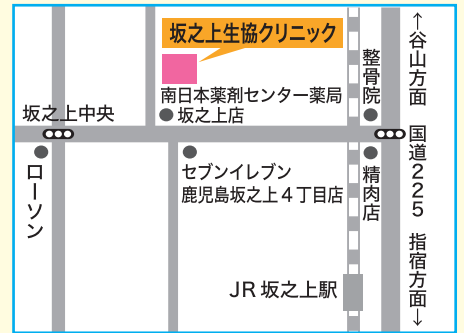 坂之上生協クリニック
↑谷山方面
整骨院
南日本薬剤センター薬局
坂之上店
坂之上中央
国道225
セブンイレブン
鹿児島坂之上4丁目店
ローソン
精肉店
指宿方面↓
JR坂之上駅